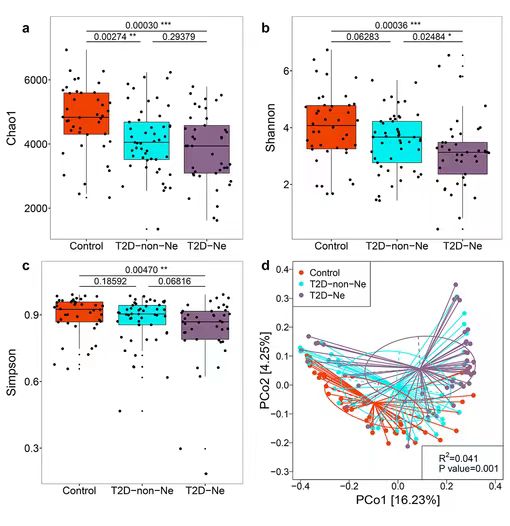 a
0.00030 ***
0.00274 ** 0.29379
Chao1
6000
4000
2000
Control T2D−non−Ne T2D−Ne
b
0.00036 ***
0.06283 0.02484 *
Shannon
6
4
2
Control T2D−non−Ne T2D−Ne
c
0.00470 **
0.18592 0.06816
Simpson
0.9
0.6
0.3
Control T2D−non−Ne T2D−Ne
d
Control
T2D−non−Ne
T2D−Ne
PCo2 [4.25%]
0.4
0.3
0.2
0.1
0.0
−0.1
−0.2
−0.3
R²=0.041
P value=0.001
−0.4 −0.2 0.0 0.2 0.4
PCo1 [16.23%]